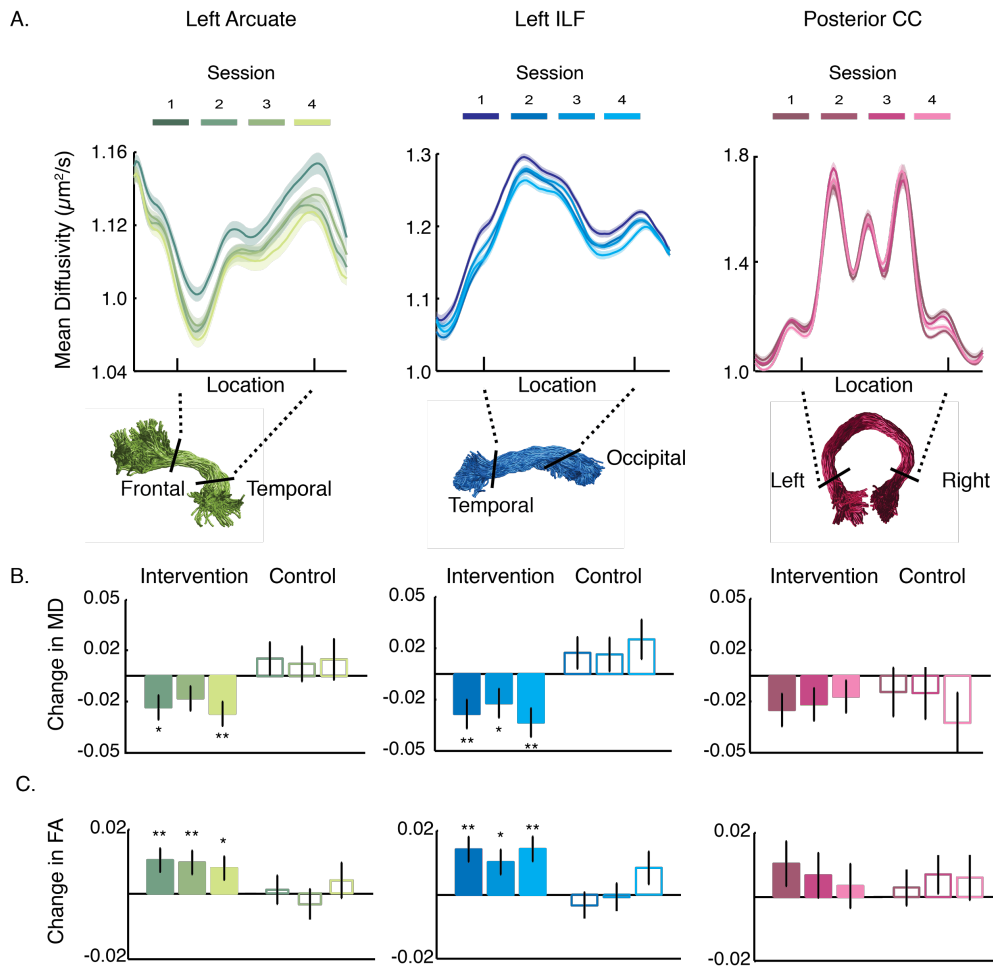 A. Left Arcuate Left ILF Posterior CC
Session Session Session
1 2 3 4 1 2 3 4 1 2 3 4
Mean Diffusivity (µm²/s)
1.16 1.3 1.8
1.12 1.2 1.4
1.0 1.1
1.04 1.0 1.0
Location Location Location
Frontal Temporal Temporal Occipital Left Right
B. Intervention Control Intervention Control Intervention Control
Change in MD
0.05 0.05 0.05
0.02 0.02 0.02
-0.02 -0.02 -0.02
* ** ** * **
-0.05 -0.05 -0.05
C.
Change in FA
0.02 0.02 0.02
** ** * ** * **
-0.02 -0.02 -0.02